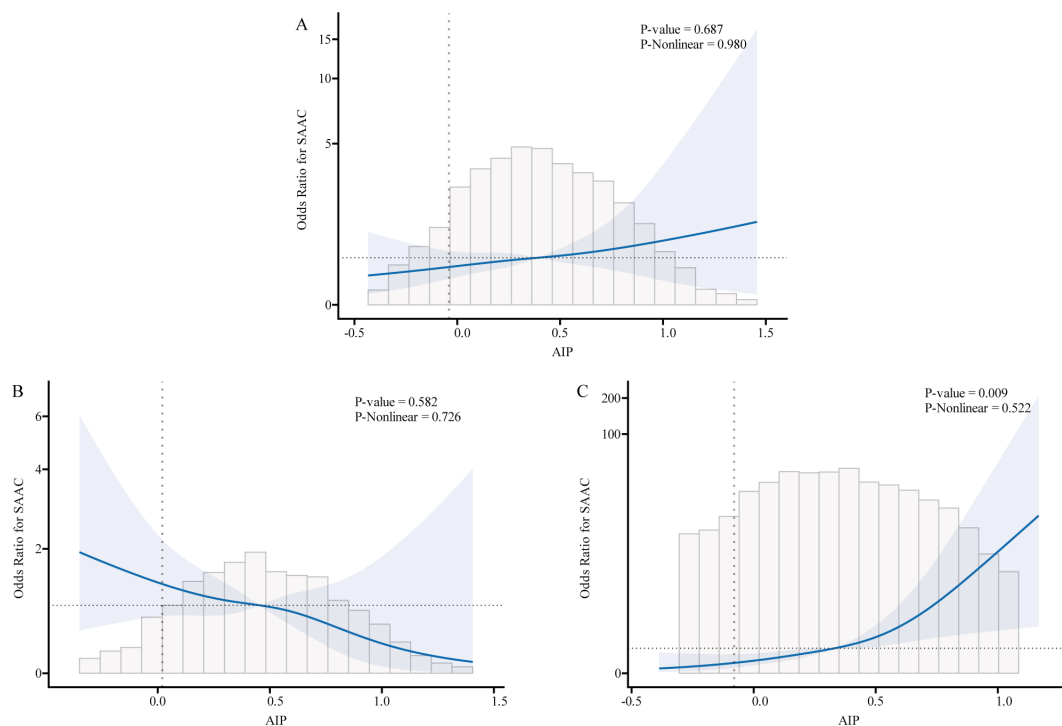 A
P-value = 0.687
P-Nonlinear = 0.980
15
10
5
0
Odds Ratio for SAAC
-0.5 0.0 0.5 1.0 1.5
AIP
B
P-value = 0.582
P-Nonlinear = 0.726
6
4
2
0
Odds Ratio for SAAC
0.0 0.5 1.0 1.5
AIP
C
P-value = 0.009
P-Nonlinear = 0.522
200
100
0
Odds Ratio for SAAC
-0.5 0.0 0.5 1.0
AIP